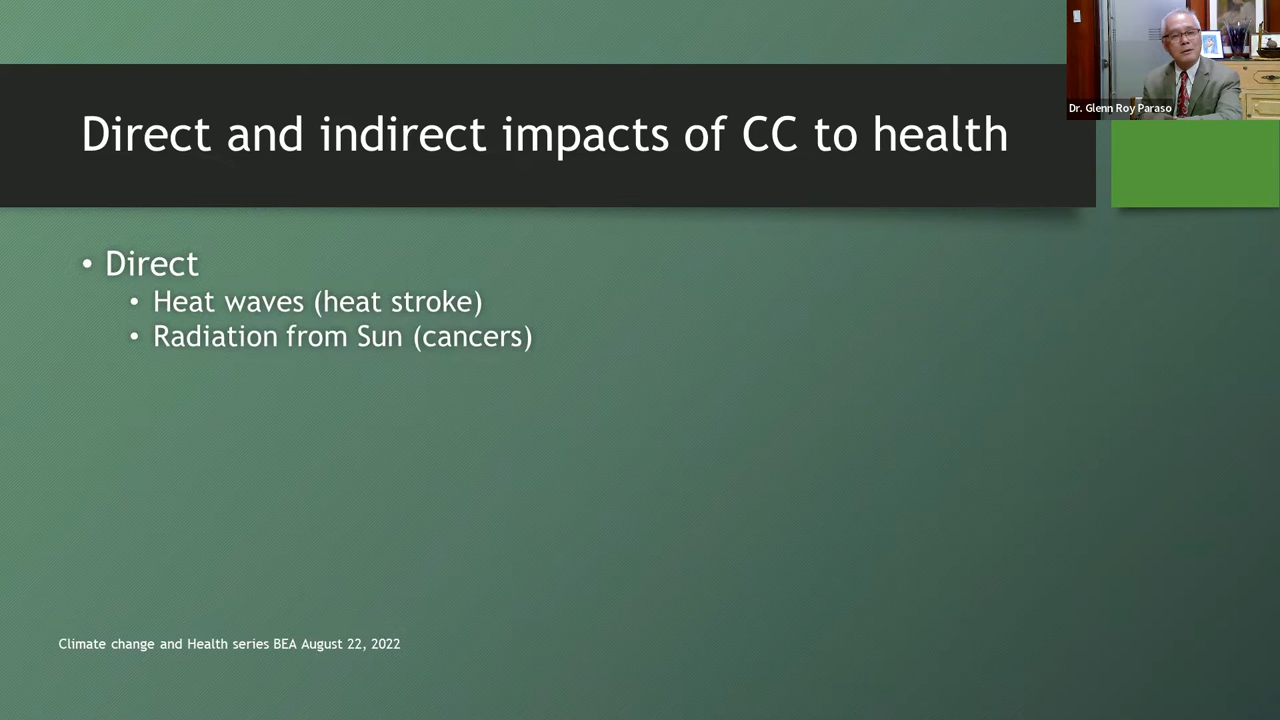 Dr. Glenn Roy Paraso
Direct and indirect impacts of CC to health
• Direct
• Heat waves (heat stroke)
• Radiation from Sun (cancers)
Climate change and Health series BEA August 22, 2022